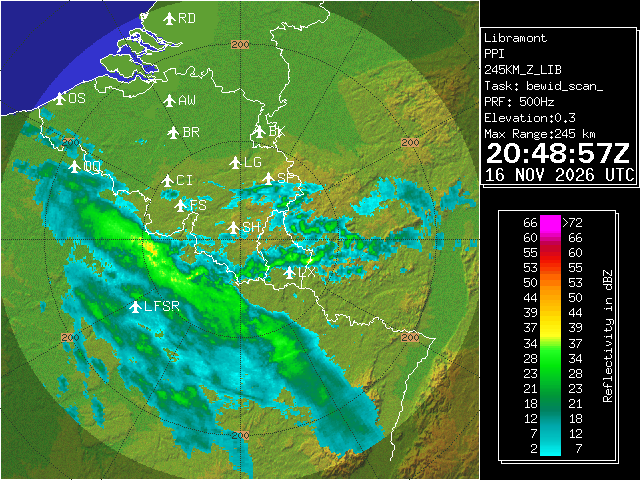 RD
200
OS
AW
BR
BK
200
200
QQ
LG
CI
SP
FS
SH
LX
LFSR
200
200
200
Libramont
PPI
245KM_Z_LIB
Task: bewid_scan_
PRF: 500Hz
Elevation:0.3
Max Range:245 km
20:48:57Z
16 NOV 2026 UTC
66 >72
60 66
55 60
53 55
50 53
44 50
39 44
37 39
34 37
28 34
23 28
21 23
18 21
12 18
7 12
2 7
Reflectivity in dBZ